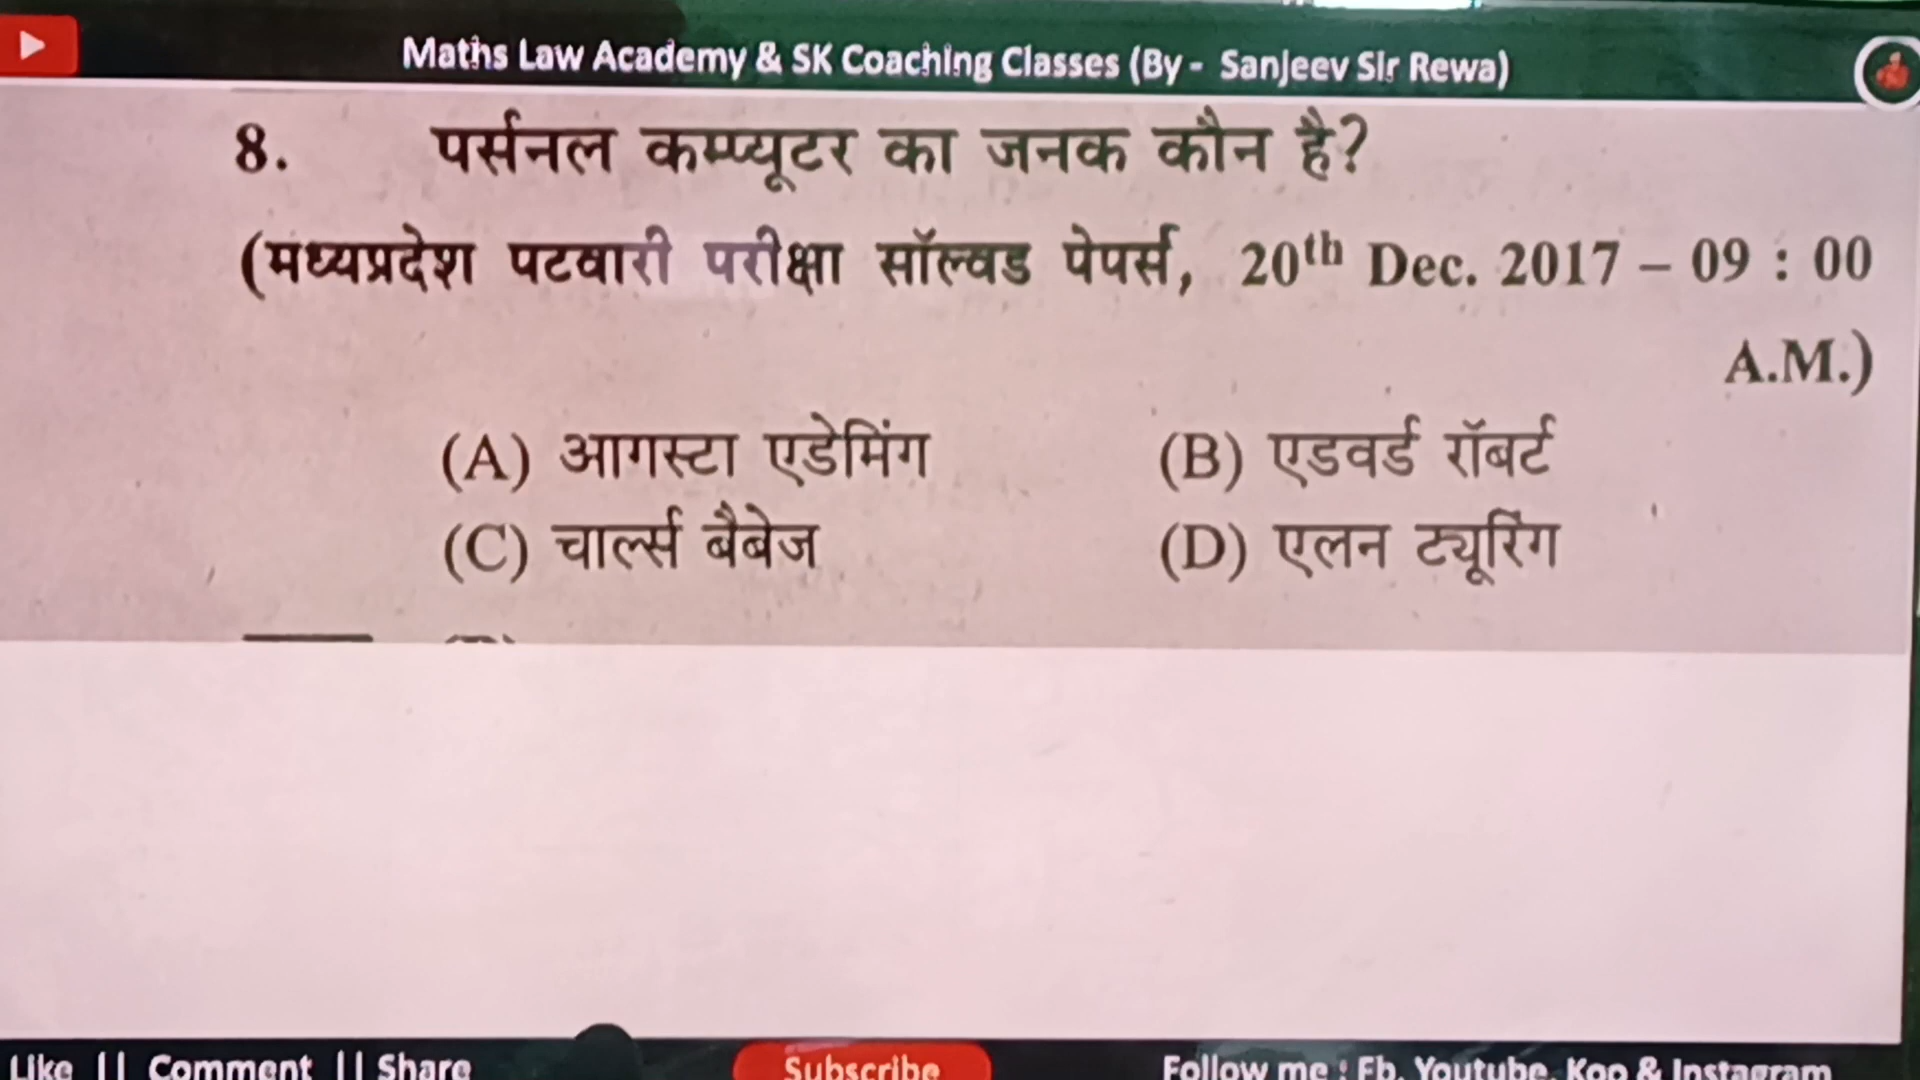 Maths Law Academy & SK Coaching Classes (By - Sanjeev Sir Rewa)
8. पर्सनल कम्प्यूटर का जनक कौन है?
(मध्यप्रदेश पटवारी परीक्षा सॉल्वड पेपर्स, 20th Dec. 2017 – 09 : 00
A.M.)
(A) आगस्टा एडेमिंग (B) एडवर्ड रॉबर्ट
(C) चार्ल्स बैबेज (D) एलन ट्यूरिंग
Like || Comment || Share Subscribe Follow me : Fb, Youtube, Koo & Instagram